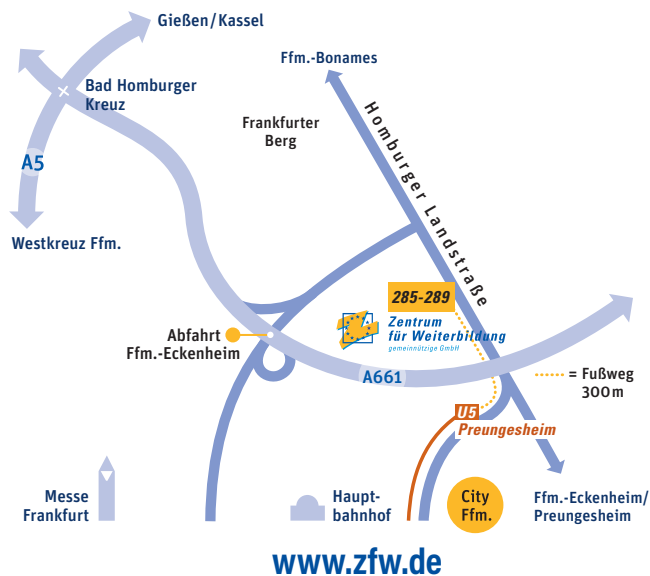 Gießen/Kassel
Ffm.-Bonames
Bad Homburger
Kreuz
Frankfurter
Berg
Homburger Landstraße
A5
Westkreuz Ffm.
285-289
Zentrum
für Weiterbildung
gemeinnützige GmbH
Abfahrt
Ffm.-Eckenheim
A661
= Fußweg
300m
U5
Preungesheim
Messe
Frankfurt
Haupt-
bahnhof
City
Ffm.
Ffm.-Eckenheim/
Preungesheim
www.zfw.de